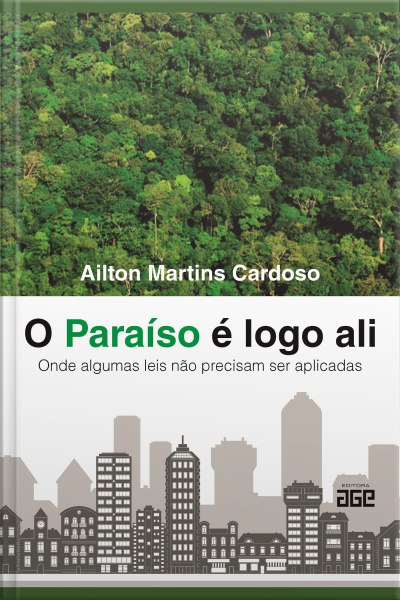 Ailton Martins Cardoso
O Paraíso é logo ali
Onde algumas leis não precisam ser aplicadas
EDITORA
AGE